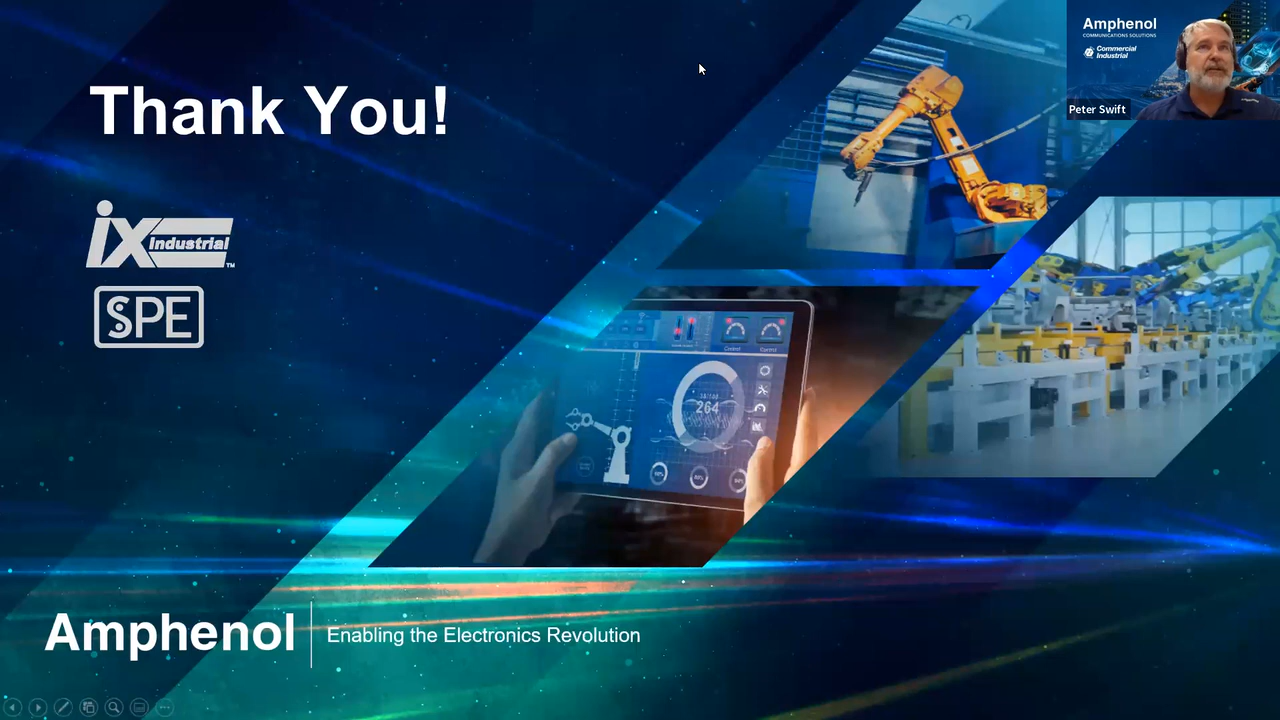 Thank You!
iX Industrial TM
SPE
Amphenol
Enabling the Electronics Revolution
Amphenol
COMMUNICATIONS SOLUTIONS
Commercial
Industrial
Peter Swift
Control
Control
264